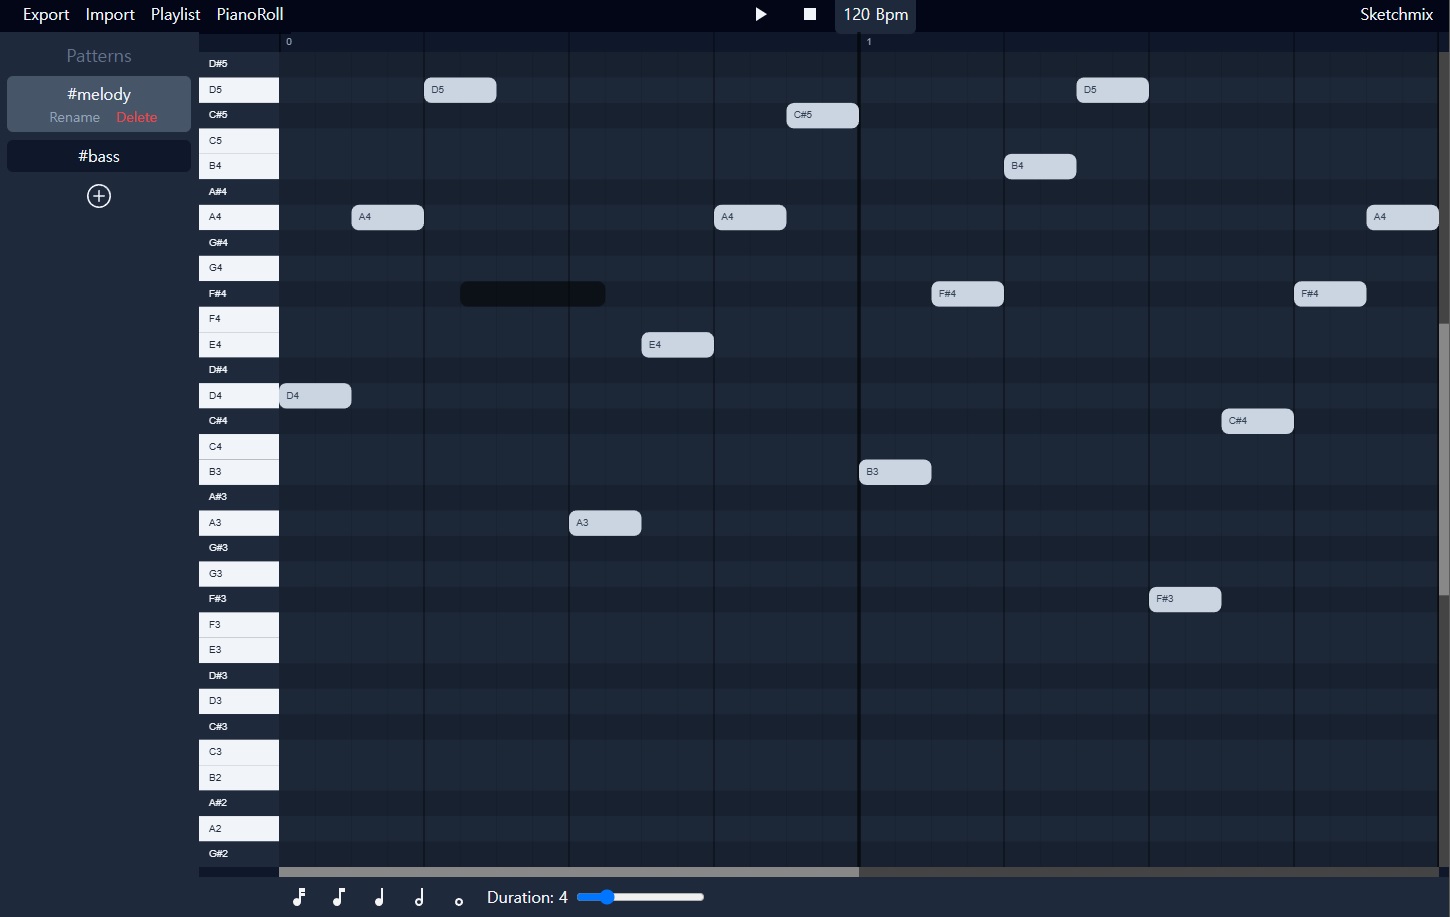 Export Import Playlist PianoRoll 120 Bpm Sketchmix
Patterns
#melody
Rename Delete
#bass
0 1
D#5
D5 D5 D5
C#5 C#5
C5
B4 B4
A#4
A4 A4 A4 A4
G#4
G4
F#4 F#4 F#4
F4
E4 E4
D#4
D4 D4
C#4 C#4
C4
B3 B3
A#3
A3 A3
G#3
G3
F#3 F#3
F3
E3
D#3
D3
C#3
C3
B2
A#2
A2
G#2
Duration: 4